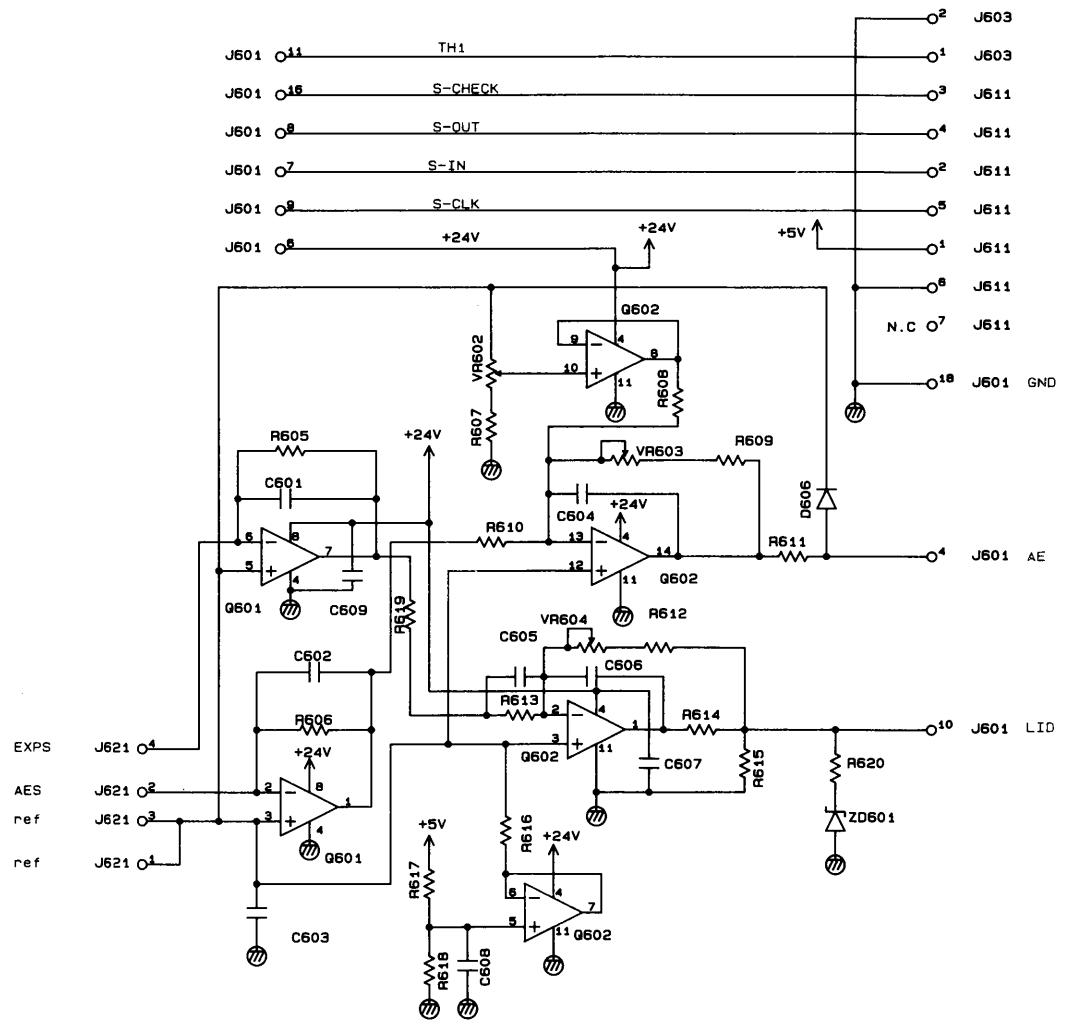 2 J603
J601 11 TH1 1 J603
J601 16 S-CHECK 3 J611
J601 8 S-OUT 4 J611
J601 7 S-IN 2 J611
J601 9 S-CLK 5 J611
J601 6 +24V +24V +5V 1 J611
6 J611
Q602
N.C 7 J611
9 4 8
VR602 10 11
18 J601 GND
R608
R607
+24V
R605 VR603 R609
C601 D606
C604 +24V
6 8 7 R610 13 4 14 R611 4 J601 AE
5 4 12 11 Q602
Q601 C609 R619 R612
VR604
C605
C602 C606
R613
R606 2 4 1 R614 10 J601 LID
EXPS J621 4 3 11
+24V Q602 C607 R615 R620
AES J621 2 2 8 1
ref J621 3 3 4 ZD601
+5V R616 +24V
Q601
ref J621 1
R617
6 4 7
5 11 Q602
C603
R618 C608